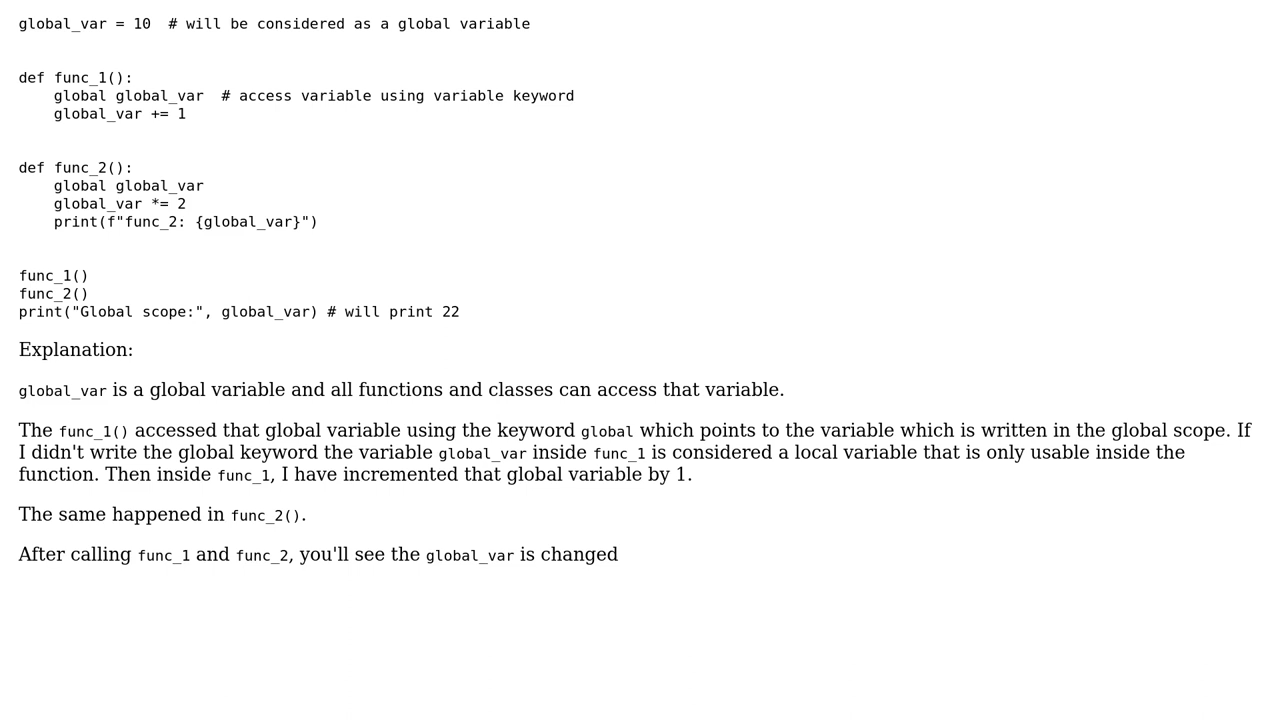 global_var = 10  # will be considered as a global variable
def func_1():
    global global_var  # access variable using variable keyword
    global_var += 1
def func_2():
    global global_var
    global_var *= 2
    print(f"func_2: {global_var}")
func_1()
func_2()
print("Global scope:", global_var) # will print 22
Explanation:
global_var is a global variable and all functions and classes can access that variable.
The func_1() accessed that global variable using the keyword global which points to the variable which is written in the global scope. If
I didn't write the global keyword the variable global_var inside func_1 is considered a local variable that is only usable inside the
function. Then inside func_1, I have incremented that global variable by 1.
The same happened in func_2().
After calling func_1 and func_2, you'll see the global_var is changed